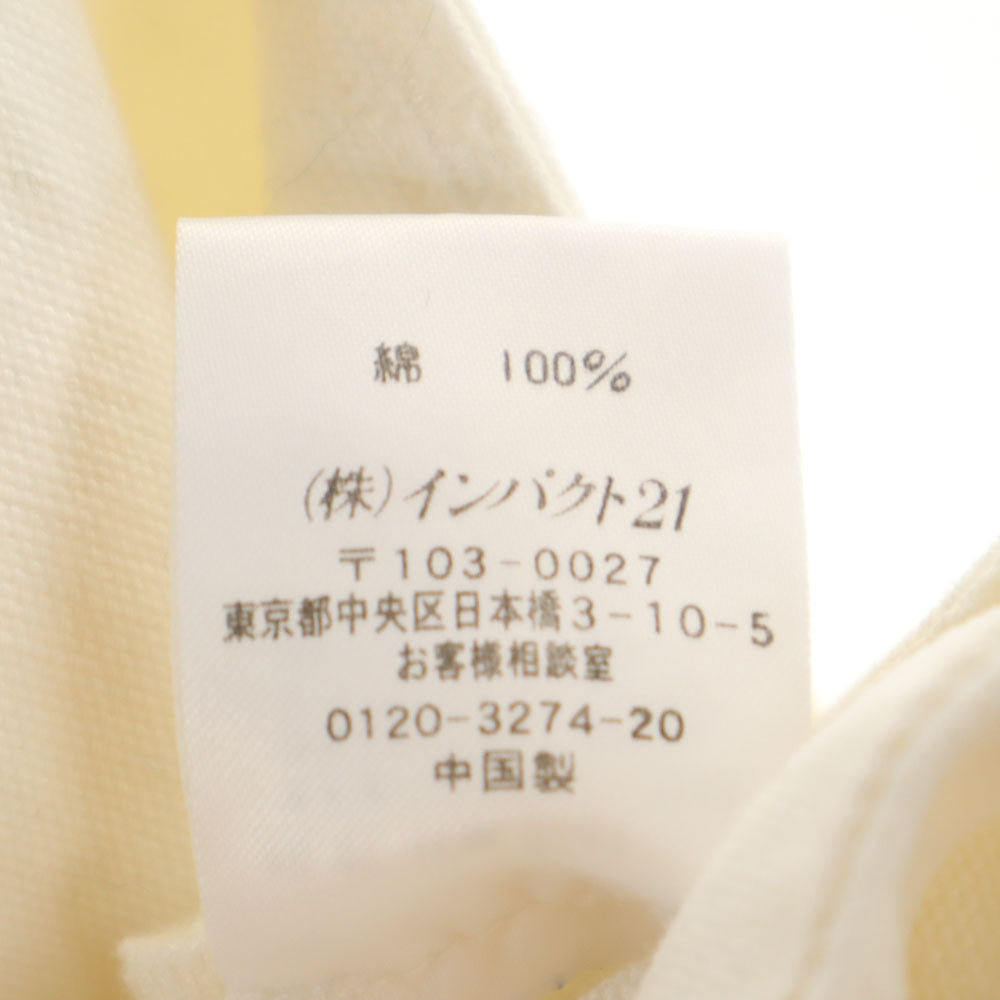 綿 100%
(株)インパクト21
〒103-0027
東京都中央区日本橋3-10-5
お客様相談室
0120-3274-20
中国製